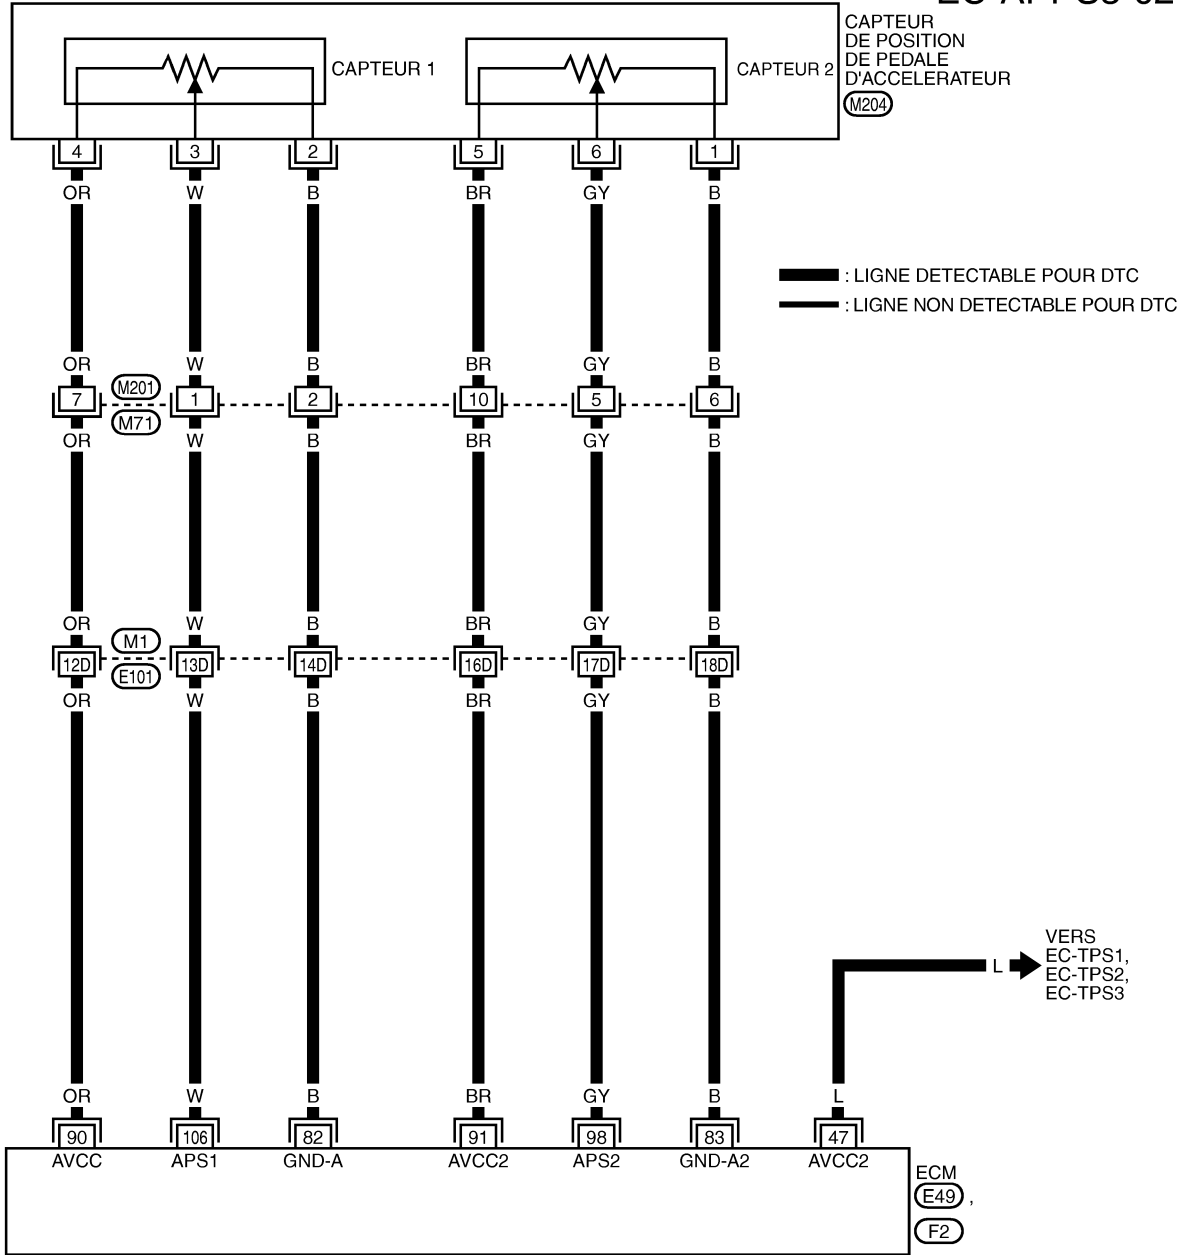 CAPTEUR
DE POSITION
DE PEDALE
D'ACCELERATEUR
M204
CAPTEUR 1
CAPTEUR 2
4 3 2 5 6 1
OR W B BR GY B
: LIGNE DETECTABLE POUR DTC
: LIGNE NON DETECTABLE POUR DTC
OR W B BR GY B
M201
7 1 2 10 5 6
M71
OR W B BR GY B
OR W B BR GY B
M1
12D 13D 14D 16D 17D 18D
E101
OR W B BR GY B
VERS
EC-TPS1,
EC-TPS2,
EC-TPS3
L
OR W B BR GY B L
90 106 82 91 98 83 47
AVCC APS1 GND-A AVCC2 APS2 GND-A2 AVCC2
ECM
E49 ,
F2